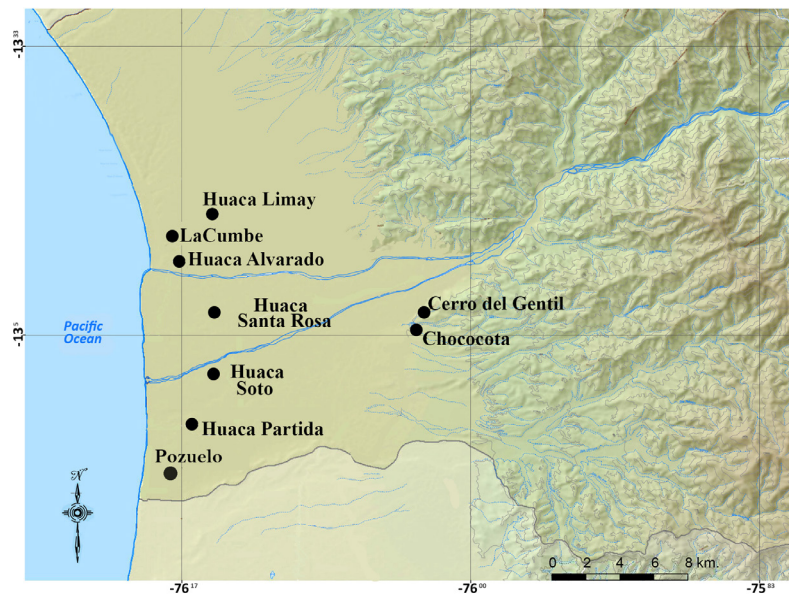 -13 33
Huaca Limay
LaCumbe
Huaca Alvarado
Huaca
Santa Rosa
Cerro del Gentil
Pacific
Ocean
-13 5
Chococota
Huaca
Soto
Huaca Partida
Pozuelo
N
0 2 4 6 8 km.
-76 17
-76 00
-75 83